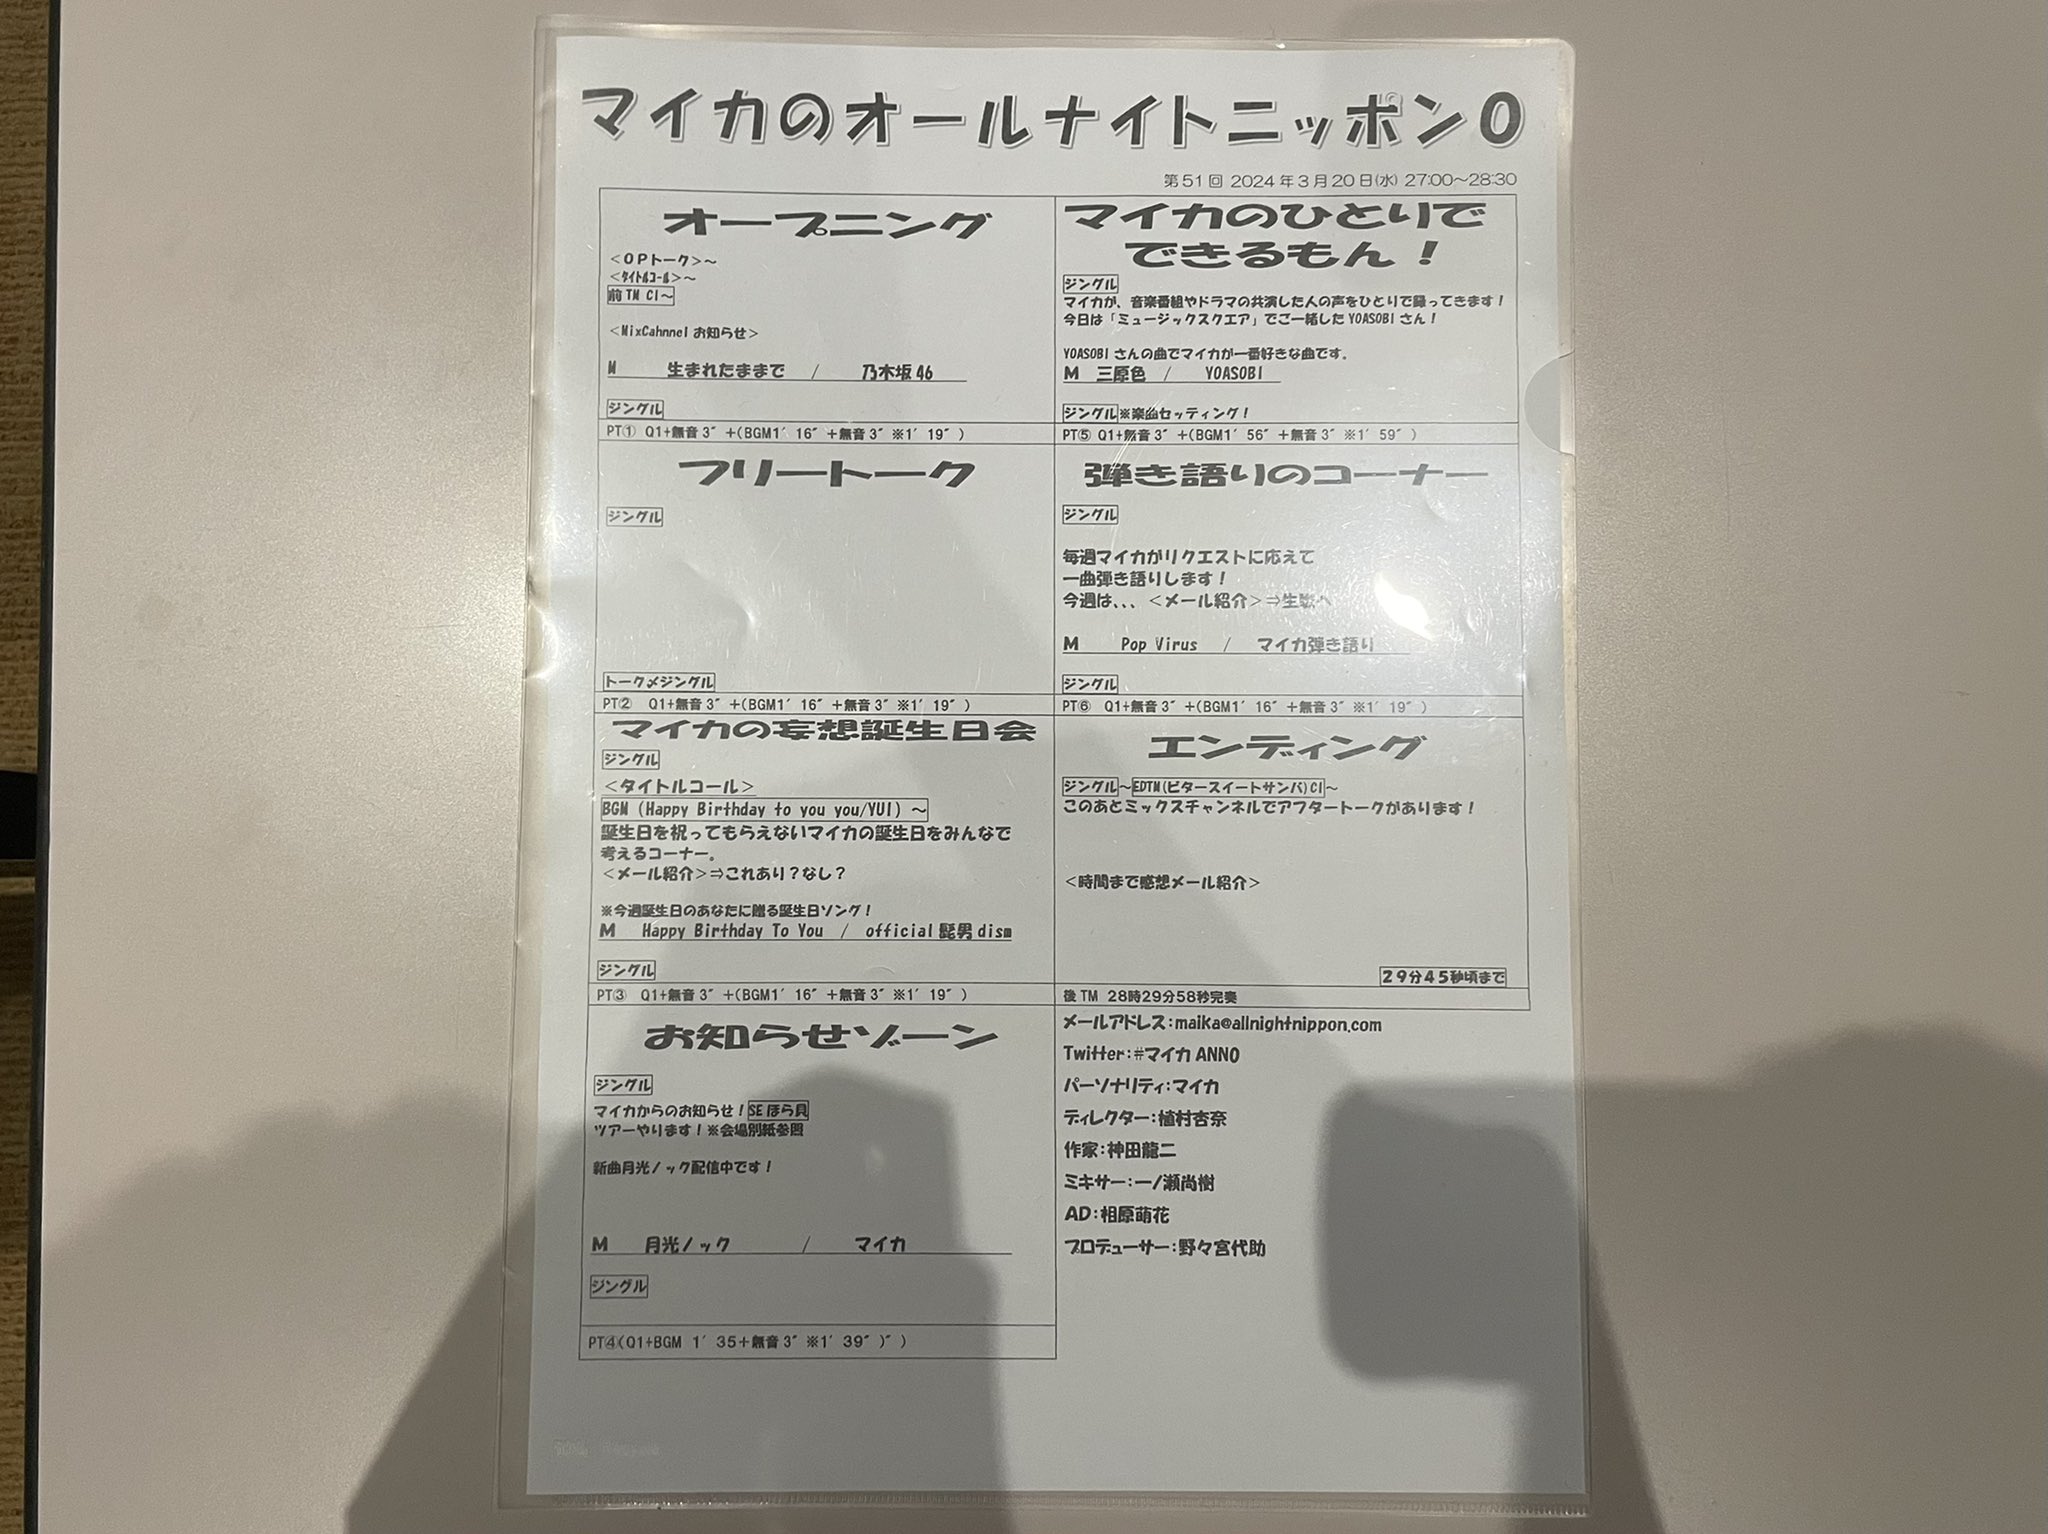 マイカのオールナイトニッポン0
第51回 2024年3月20日(水) 27:00～28:30
オープニング
＜OPトーク＞～
＜タイトルコール＞～
前TM CI～
＜MixCahnnelお知らせ＞
M 生まれたままで / 乃木坂46
ジングル
PT① Q1+無音3″+(BGM1′16″+無音3″※1′19″)
フリートーク
ジングル
トーク〆ジングル
PT② Q1+無音3″+(BGM1′16″+無音3″※1′19″)
マイカの妄想誕生日会
ジングル
＜タイトルコール＞
BGM (Happy Birthday to you you/YUI) ～
誕生日を祝ってもらえないマイカの誕生日をみんなで
考えるコーナー。
＜メール紹介＞⇒これあり？なし？
※今週誕生日のあなたに贈る誕生日ソング！
M Happy Birthday To You / official髭男dism
ジングル
PT③ Q1+無音3″+(BGM1′16″+無音3″※1′19″)
お知らせゾーン
ジングル
マイカからのお知らせ！SEほら貝
ツアーやります！※会場別紙参照
新曲月光ノック配信中です！
M 月光ノック / マイカ
ジングル
PT④(Q1+BGM 1′35+無音3″※1′39″)″)
マイカのひとりで
できるもん！
ジングル
マイカが、音楽番組やドラマの共演した人の声をひとりで録ってきます！
今日は「ミュージックスクエア」でご一緒したYOASOBIさん！
YOASOBIさんの曲でマイカが一番好きな曲です。
M 三原色 / YOASOBI
ジングル※楽曲セッティング！
PT⑤ Q1+無音3″+(BGM1′56″+無音3″※1′59″)
弾き語りのコーナー
ジングル
毎週マイカがリクエストに応えて
一曲弾き語りします！
今週は、、、＜メール紹介＞⇒生歌へ
M Pop Virus / マイカ弾き語り
ジングル
PT⑥ Q1+無音3″+(BGM1′16″+無音3″※1′19″)
エンディング
ジングル～EDTM(ビタースイートサンバ)CI～
このあとミックスチャンネルでアフタートークがあります！
＜時間まで感想メール紹介＞
29分45秒頃まで
後TM 28時29分58秒完奏
メールアドレス:maika@allnightnippon.com
Twitter:#マイカANN0
パーソナリティ:マイカ
ディレクター:植村杏奈
作家:神田龍二
ミキサー:一ノ瀬尚樹
AD:相原萌花
プロデューサー:野々宮代助